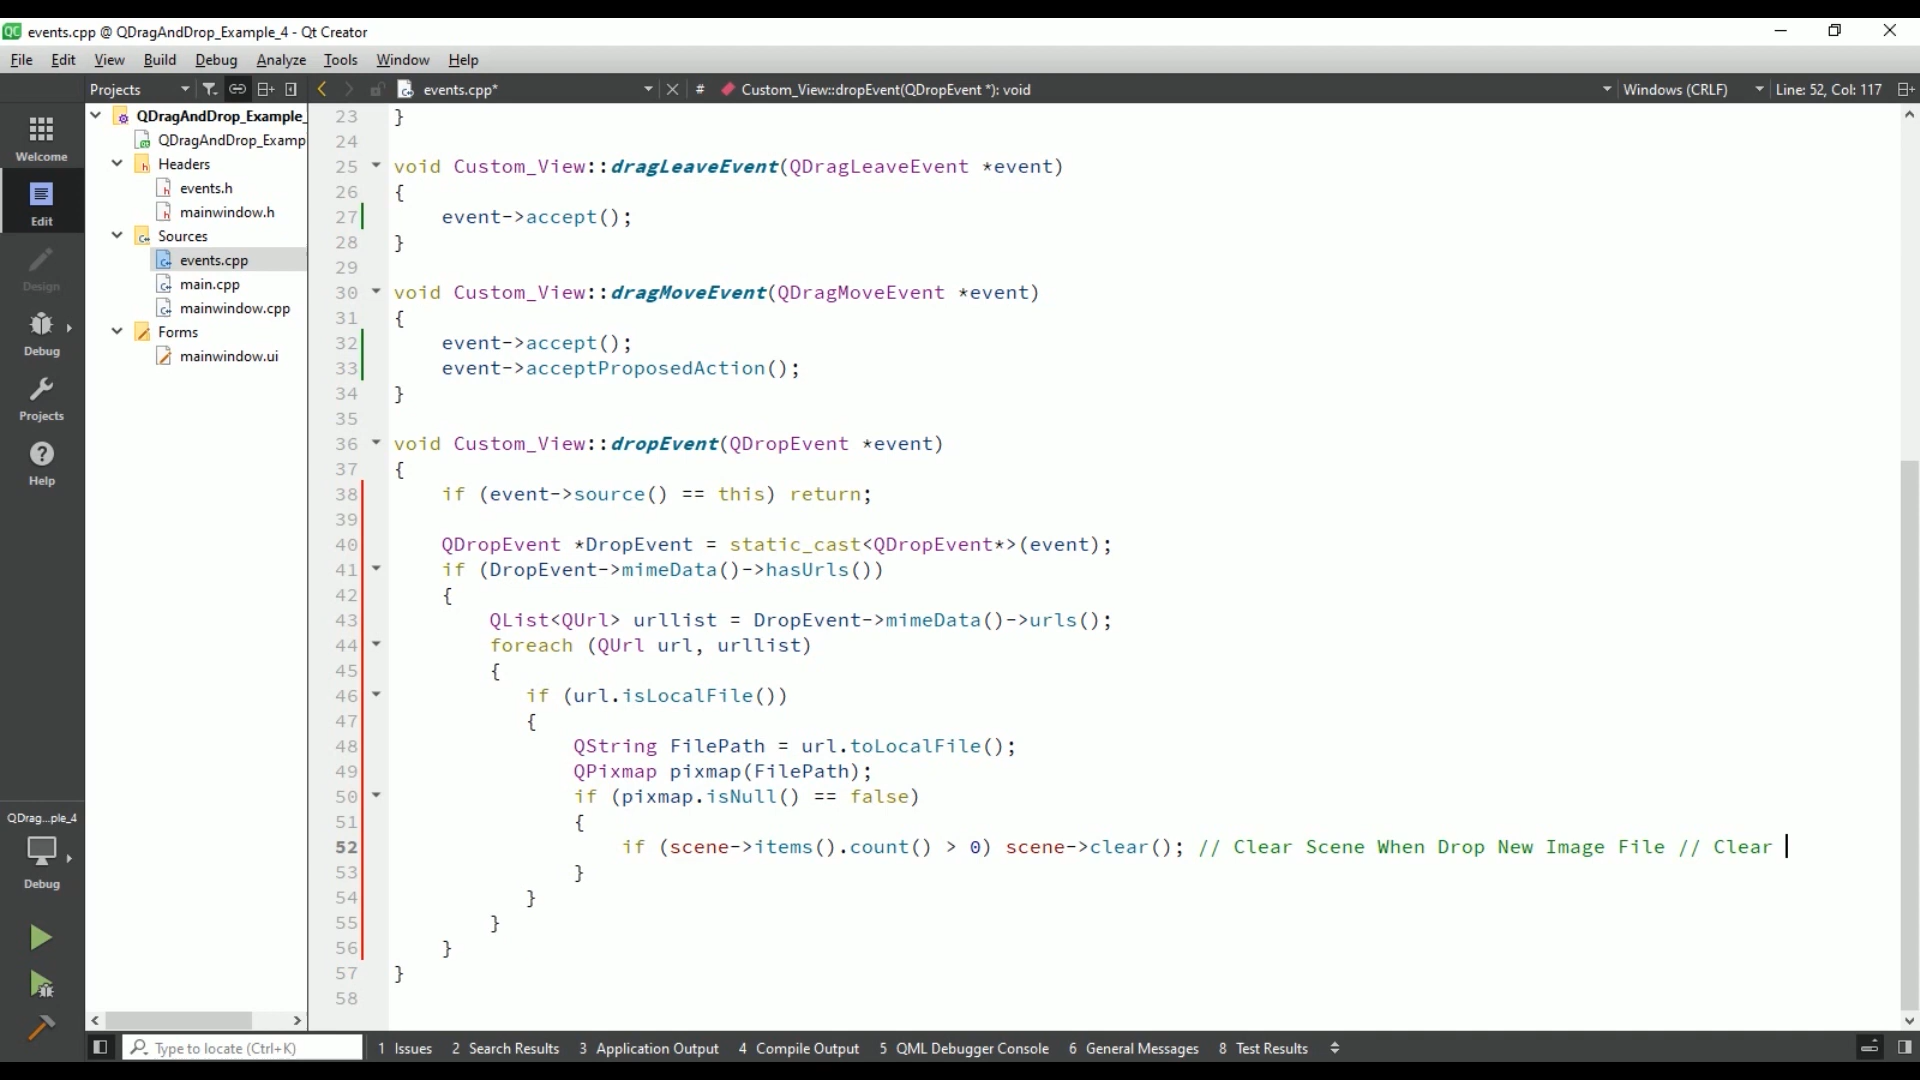 QC events.cpp @ QDragAndDrop_Example_4 - Qt Creator
File Edit View Build Debug Analyze Tools Window Help
Projects events.cpp* # Custom_View::dropEvent(QDropEvent *): void Windows (CRLF) Line: 52, Col: 117
Welcome
Edit
Design
Debug
Projects
Help
QDrag...ple_4
Debug
QDragAndDrop_Example_
QDragAndDrop_Examp
Headers
events.h
mainwindow.h
Sources
events.cpp
main.cpp
mainwindow.cpp
Forms
mainwindow.ui
23 }
24
25 void Custom_View::dragLeaveEvent(QDragLeaveEvent *event)
26 {
27     event->accept();
28 }
29
30 void Custom_View::dragMoveEvent(QDragMoveEvent *event)
31 {
32     event->accept();
33     event->acceptProposedAction();
34 }
35
36 void Custom_View::dropEvent(QDropEvent *event)
37 {
38     if (event->source() == this) return;
39
40     QDropEvent *DropEvent = static_cast<QDropEvent*>(event);
41     if (DropEvent->mimeData()->hasUrls())
42     {
43         QList<QUrl> urllist = DropEvent->mimeData()->urls();
44         foreach (QUrl url, urllist)
45         {
46            if (url.isLocalFile())
47            {
48                QString FilePath = url.toLocalFile();
49                QPixmap pixmap(FilePath);
50                if (pixmap.isNull() == false)
51                {
52                    if (scene->items().count() > 0) scene->clear(); // Clear Scene When Drop New Image File // Clear
53                }
54            }
55         }
56     }
57 }
58
Type to locate (Ctrl+K) 1 Issues 2 Search Results 3 Application Output 4 Compile Output 5 QML Debugger Console 6 General Messages 8 Test Results